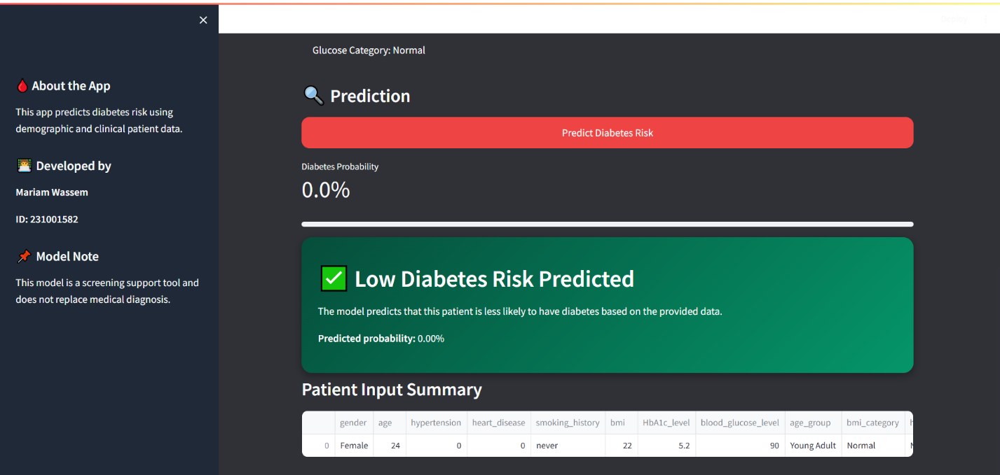 Glucose Category: Normal
About the App
This app predicts diabetes risk using
demographic and clinical patient data.
Developed by
Mariam Wassem
ID: 231001582
Model Note
This model is a screening support tool and
does not replace medical diagnosis.
Prediction
Predict Diabetes Risk
Diabetes Probability
0.0%
Low Diabetes Risk Predicted
The model predicts that this patient is less likely to have diabetes based on the provided data.
Predicted probability: 0.00%
Patient Input Summary
gender age hypertension heart_disease smoking_history bmi HbA1c_level blood_glucose_level age_group bmi_category
0 Female 24 0 0 never 22 5.2 90 Young Adult Normal